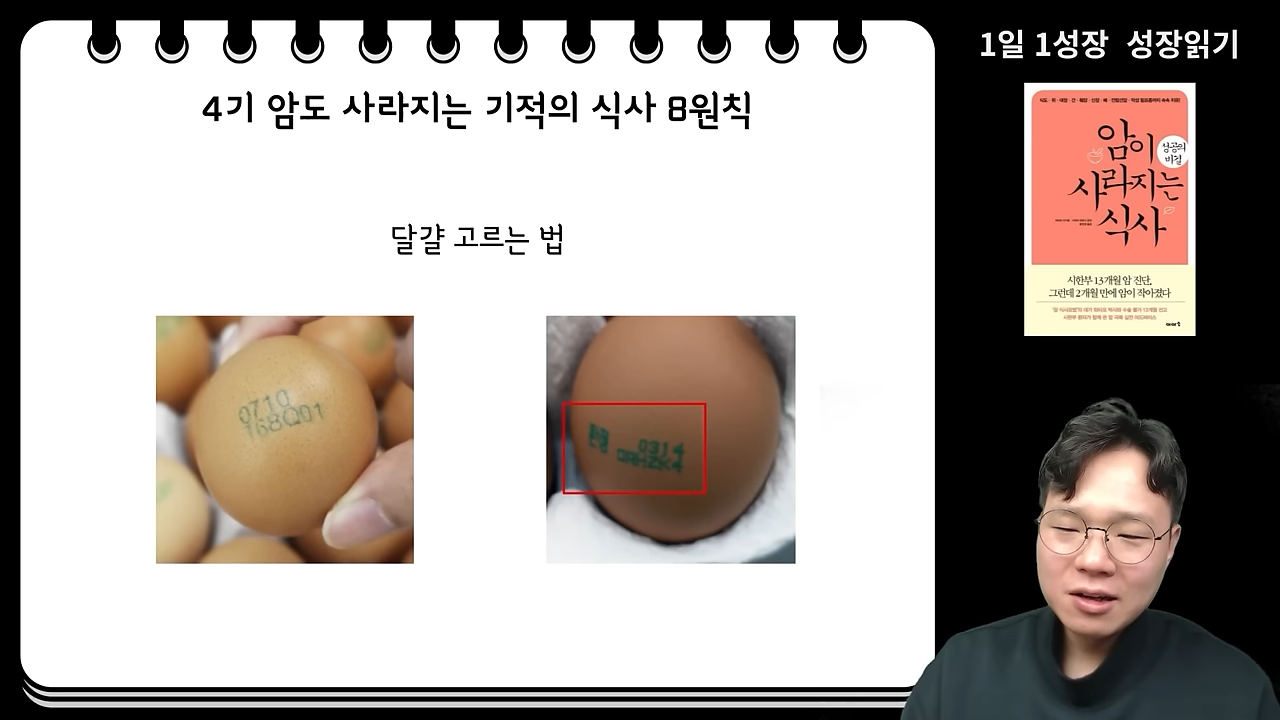 4기 암도 사라지는 기적의 식사 8원칙
달걀 고르는 법
0710
168Q01
0314
1일 1성장 성장읽기
암이
사라지는
식사
성공의
비결
시한부 13개월 암 진단,
그런데 2개월 만에 암이 작아졌다